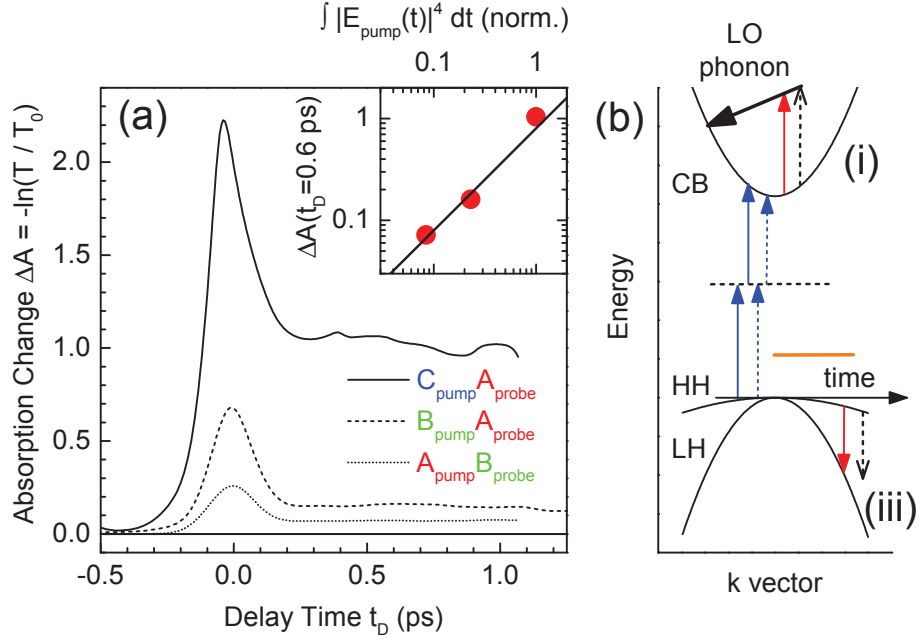 ∫ |E_pump(t)|^4 dt (norm.)
0.1 1
(a)
Absorption Change ΔA = -ln(T / T_0)
2.0
1.5
1.0
0.5
0.0
ΔA(t_D=0.6 ps)
1
0.1
C_pump A_probe
B_pump A_probe
A_pump B_probe
-0.5 0.0 0.5 1.0
Delay Time t_D (ps)
(b)
LO
phonon
(i)
CB
Energy
HH
time
LH
(iii)
k vector